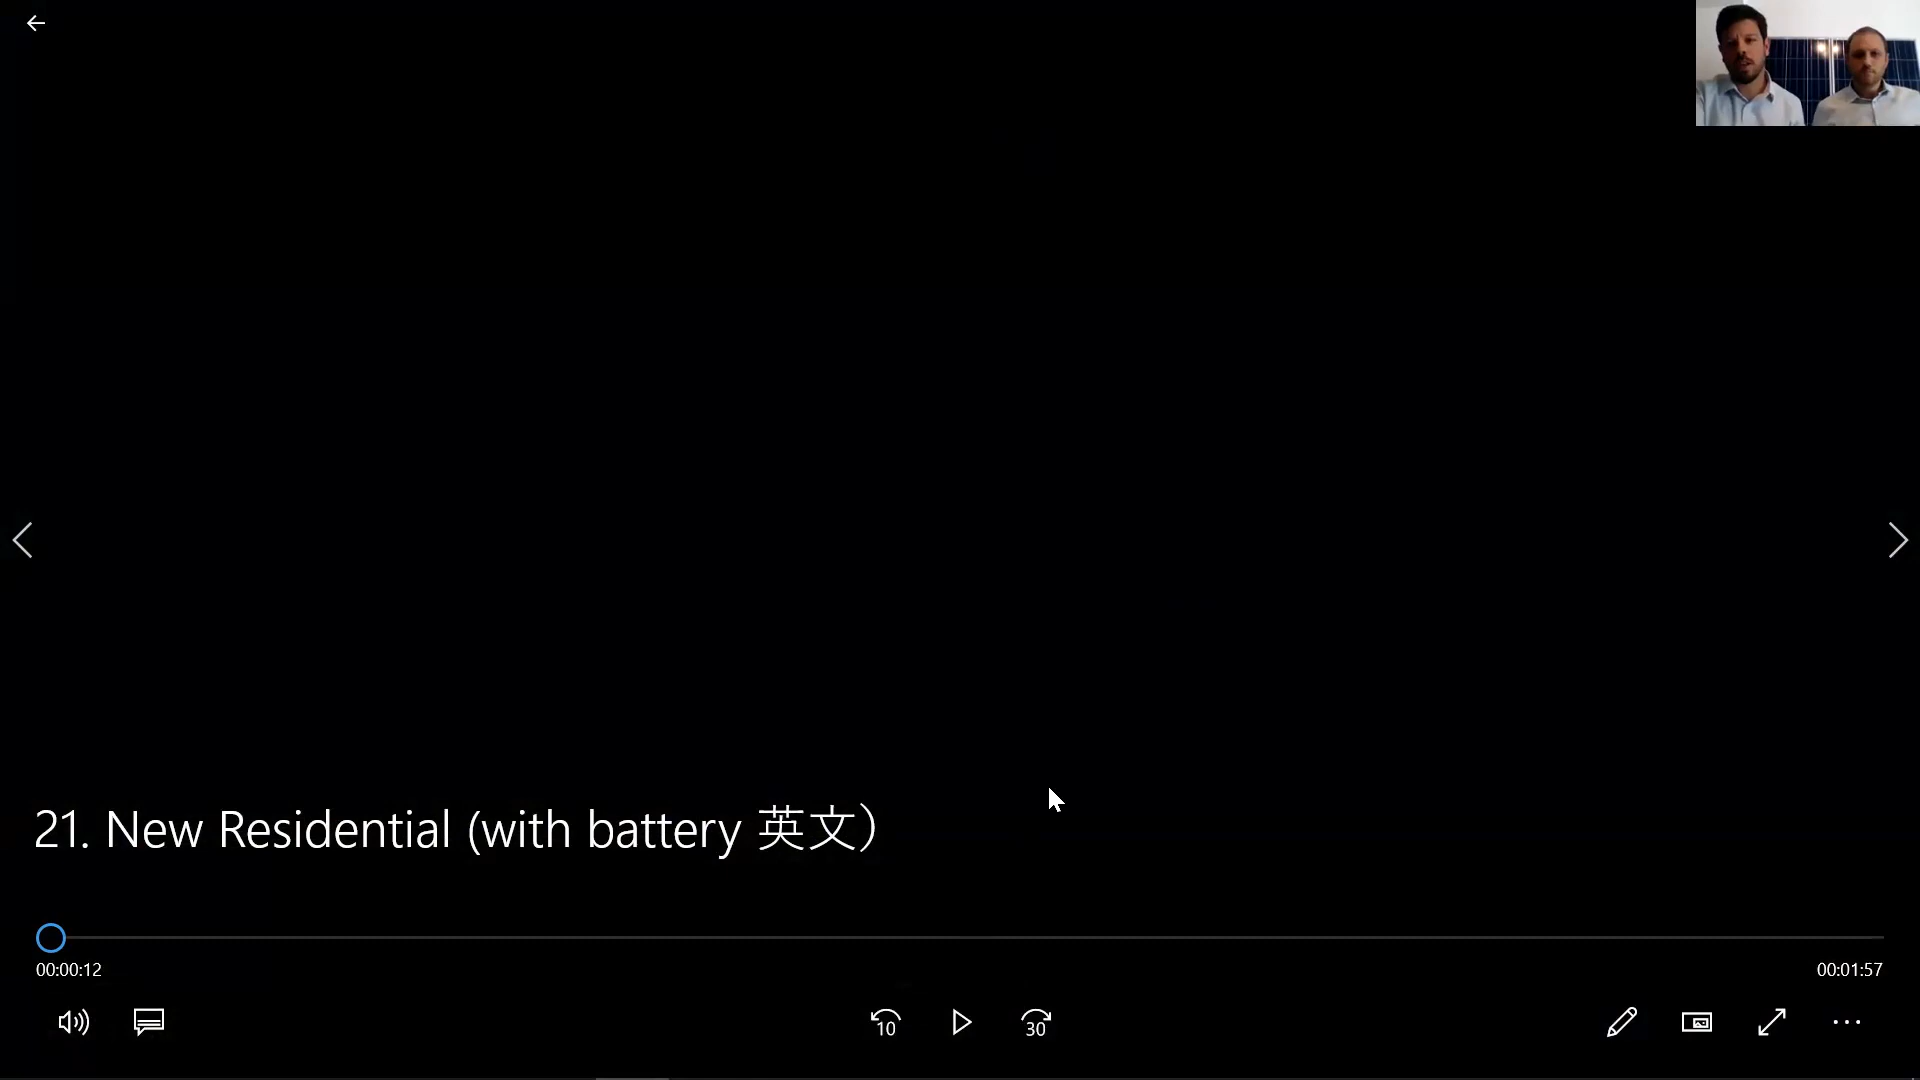 21. New Residential (with battery 英文）
00:00:12
00:01:57
10
30